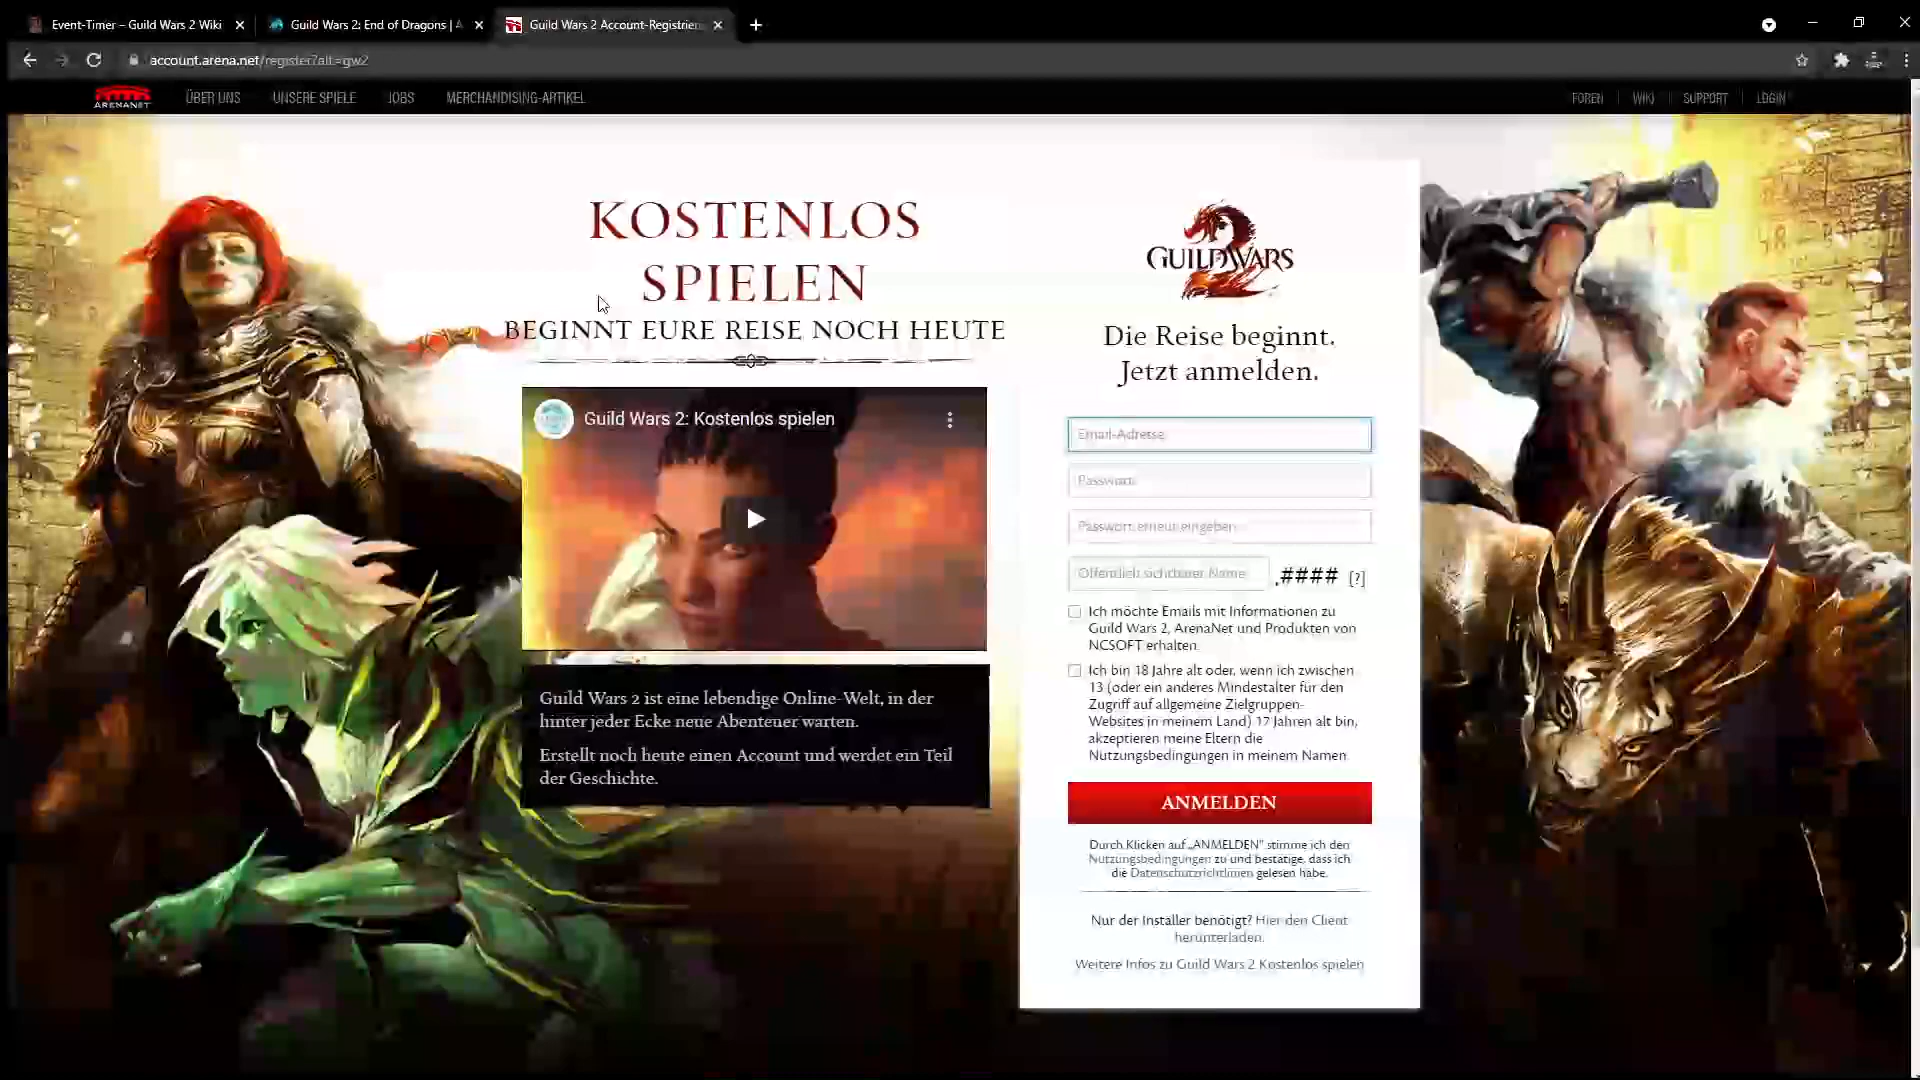 Event-Timer – Guild Wars 2 Wiki
Guild Wars 2: End of Dragons | A
Guild Wars 2 Account-Registrier
account.arena.net/register?alt=gw2
ARENANET
ÜBER UNS
UNSERE SPIELE
JOBS
MERCHANDISING-ARTIKEL
FOREN
WIKI
SUPPORT
LOGIN
KOSTENLOS
SPIELEN
BEGINNT EURE REISE NOCH HEUTE
Guild Wars 2: Kostenlos spielen
Guild Wars 2 ist eine lebendige Online-Welt, in der
hinter jeder Ecke neue Abenteuer warten.
Erstellt noch heute einen Account und werdet ein Teil
der Geschichte.
GUILD WARS 2
Die Reise beginnt.
Jetzt anmelden.
Email-Adresse
Passwort
Passwort erneut eingeben
Öffentlich sichtbarer Name
.#### [?]
Ich möchte Emails mit Informationen zu
Guild Wars 2, ArenaNet und Produkten von
NCSOFT erhalten.
Ich bin 18 Jahre alt oder, wenn ich zwischen
13 (oder ein anderes Mindestalter für den
Zugriff auf allgemeine Zielgruppen-
Websites in meinem Land) 17 Jahren alt bin,
akzeptieren meine Eltern die
Nutzungsbedingungen in meinem Namen
ANMELDEN
Durch Klicken auf „ANMELDEN" stimme ich den
Nutzungsbedingungen zu und bestätige, dass ich
die Datenschutzrichtlinien gelesen habe.
Nur der Installer benötigt? Hier den Client
herunterladen.
Weitere Infos zu Guild Wars 2 Kostenlos spielen